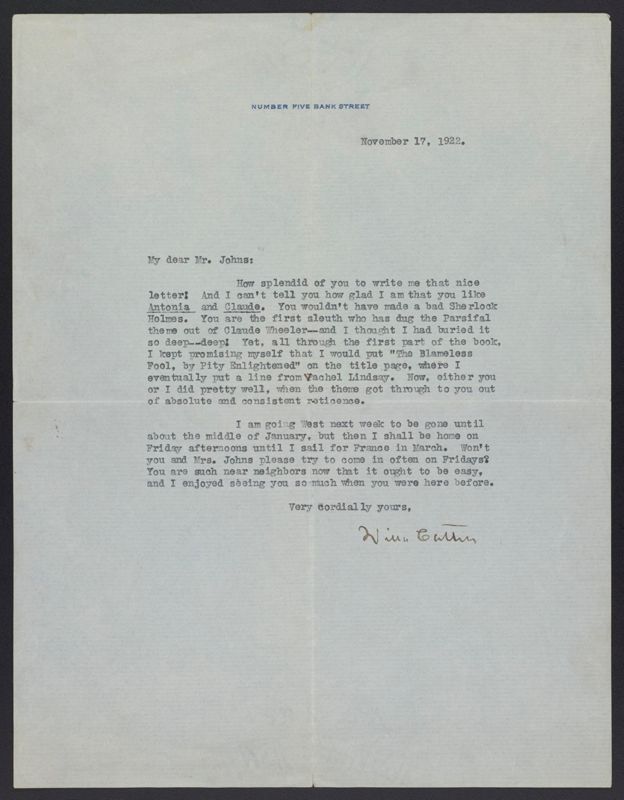 NUMBER FIVE BANK STREET
November 17, 1922.
My dear Mr. Johns:
How splendid of you to write me that nice
letter! And I can't tell you how glad I am that you like
Antonia and Claude. You wouldn't have made a bad Sherlock
Holmes. You are the first sleuth who has dug the Parsifal
theme out of Claude Wheeler--and I thought I had buried it
so deep--deep! Yet, all through the first part of the book,
I kept promising myself that I would put "The Blameless
Fool, by Pity Enlightened" on the title page, where I
eventually put a line from Vachel Lindsay. Now, either you
or I did pretty well, when the theme got through to you out
of absolute and consistent reticence.
I am going West next week to be gone until
about the middle of January, but then I shall be home on
Friday afternoons until I sail for France in March. Won't
you and Mrs. Johns please try to come in often on Fridays?
You are such near neighbors now that it ought to be easy,
and I enjoyed seeing you so much when you were here before.
Very cordially yours,
Willa Cather